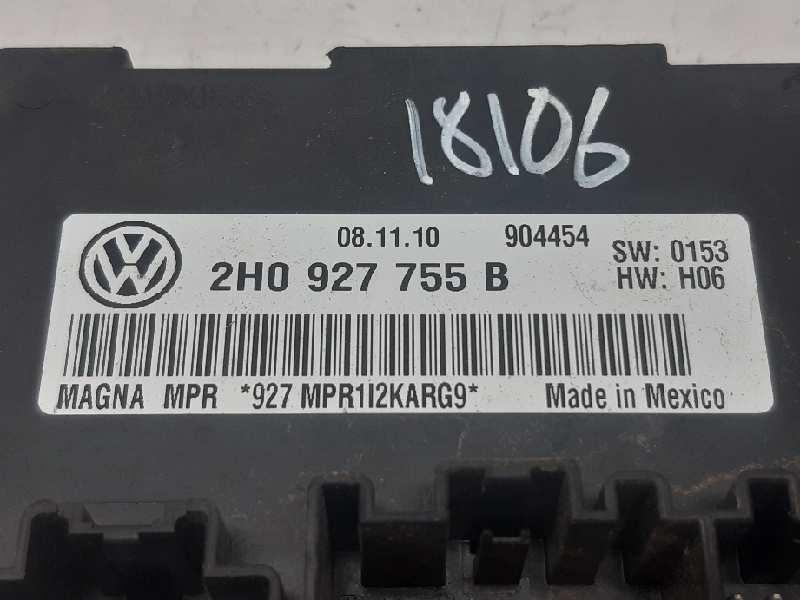 18106
08.11.10 904454 SW: 0153
2H0 927 755 B HW: H06
MAGNA MPR *927 MPR1I2KARG9* Made in Mexico